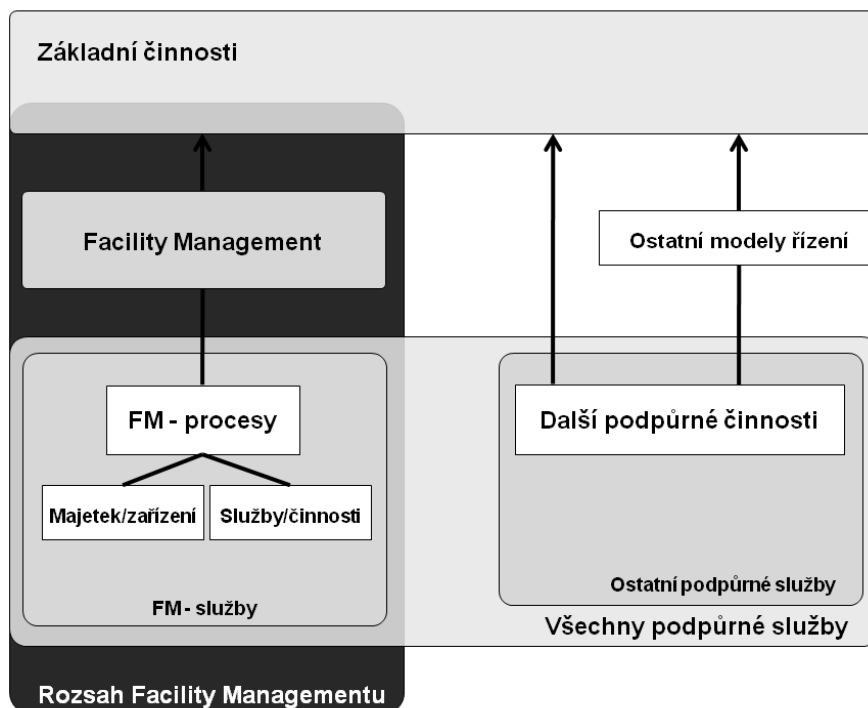 Základní činnosti
Facility Management
Ostatní modely řízení
FM - procesy
Další podpůrné činnosti
Majetek/zařízení
Služby/činnosti
Ostatní podpůrné služby
FM - služby
Všechny podpůrné služby
Rozsah Facility Managementu